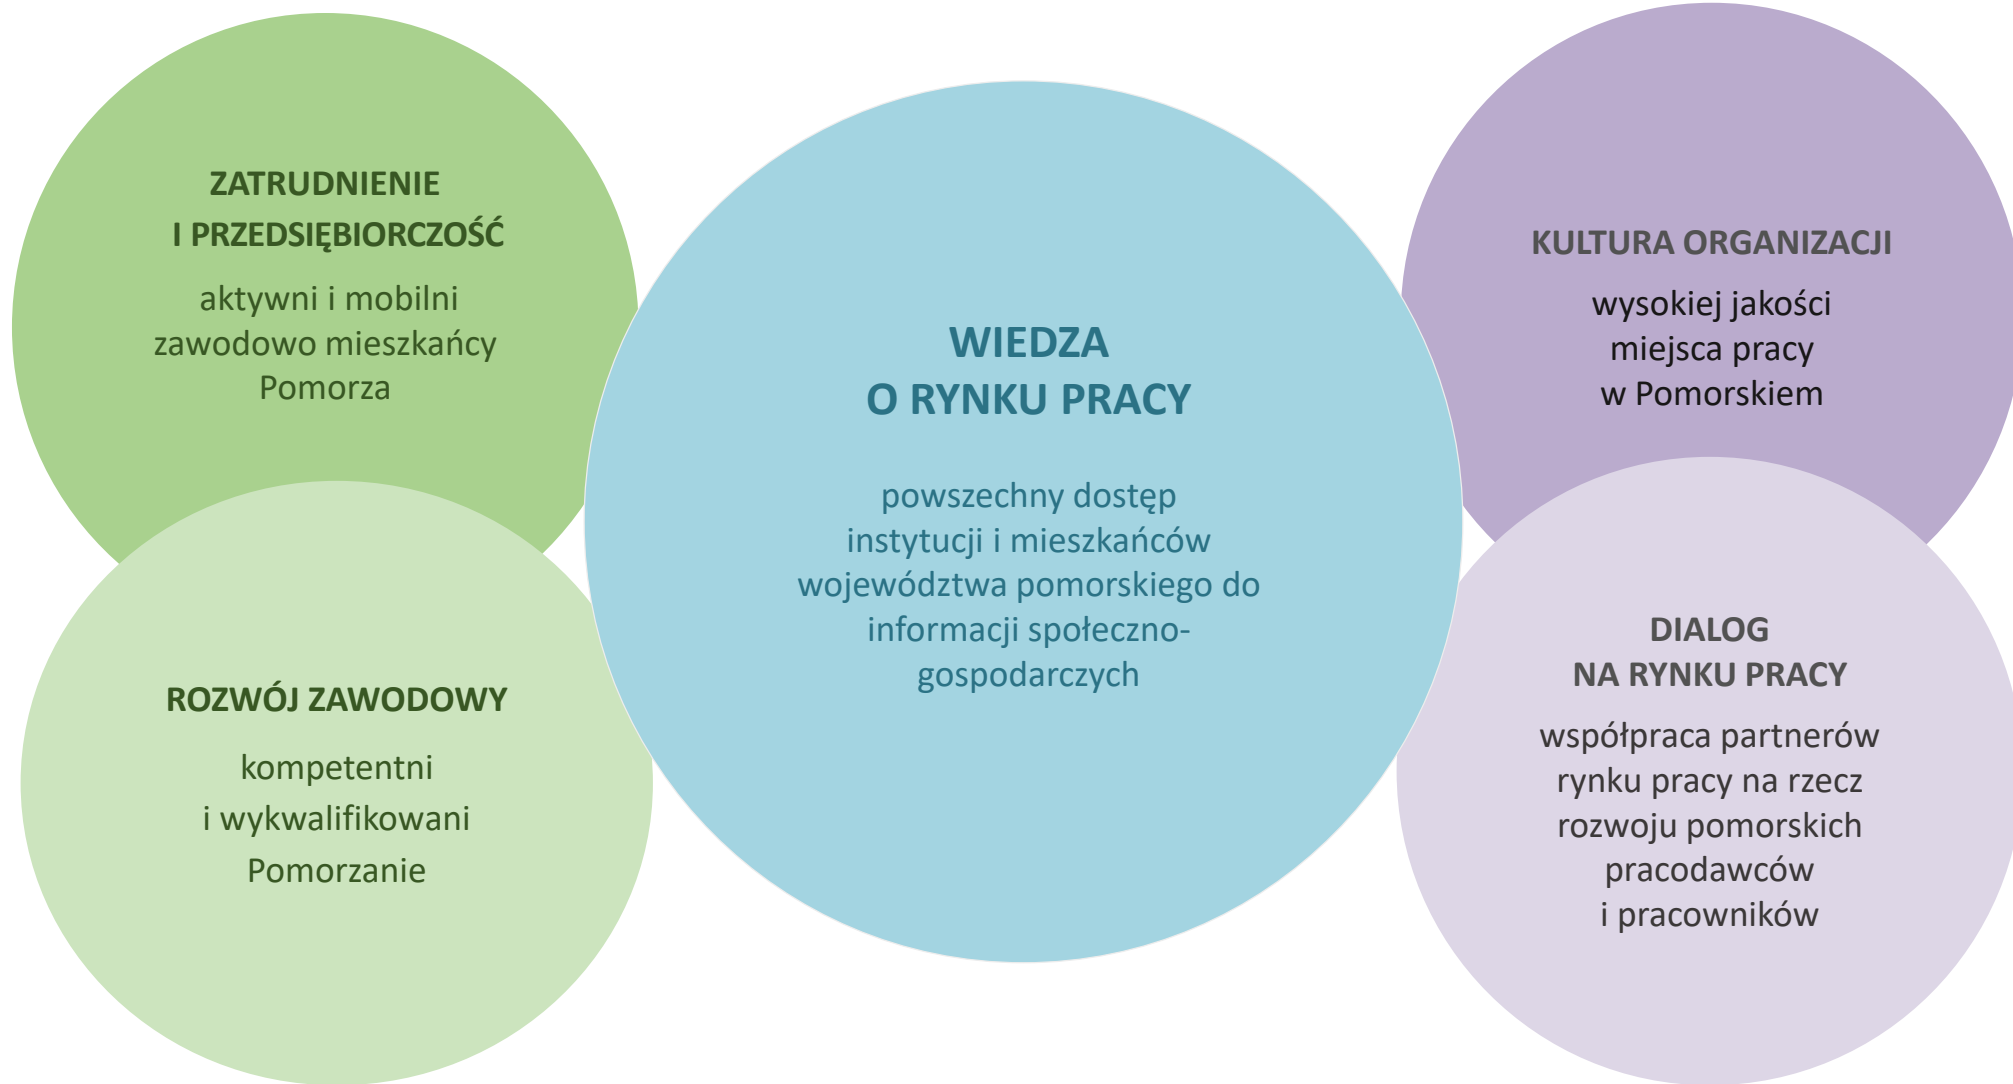 ZATRUDNIENIE
I PRZEDSIĘBIORCZOŚĆ
aktywni i mobilni
zawodowo mieszkańcy
Pomorza
ROZWÓJ ZAWODOWY
kompetentni
i wykwalifikowani
Pomorzanie
WIEDZA
O RYNKU PRACY
powszechny dostęp
instytucji i mieszkańców
województwa pomorskiego do
informacji społeczno-
gospodarczych
KULTURA ORGANIZACJI
wysokiej jakości
miejsca pracy
w Pomorskiem
DIALOG
NA RYNKU PRACY
współpraca partnerów
rynku pracy na rzecz
rozwoju pomorskich
pracodawców
i pracowników